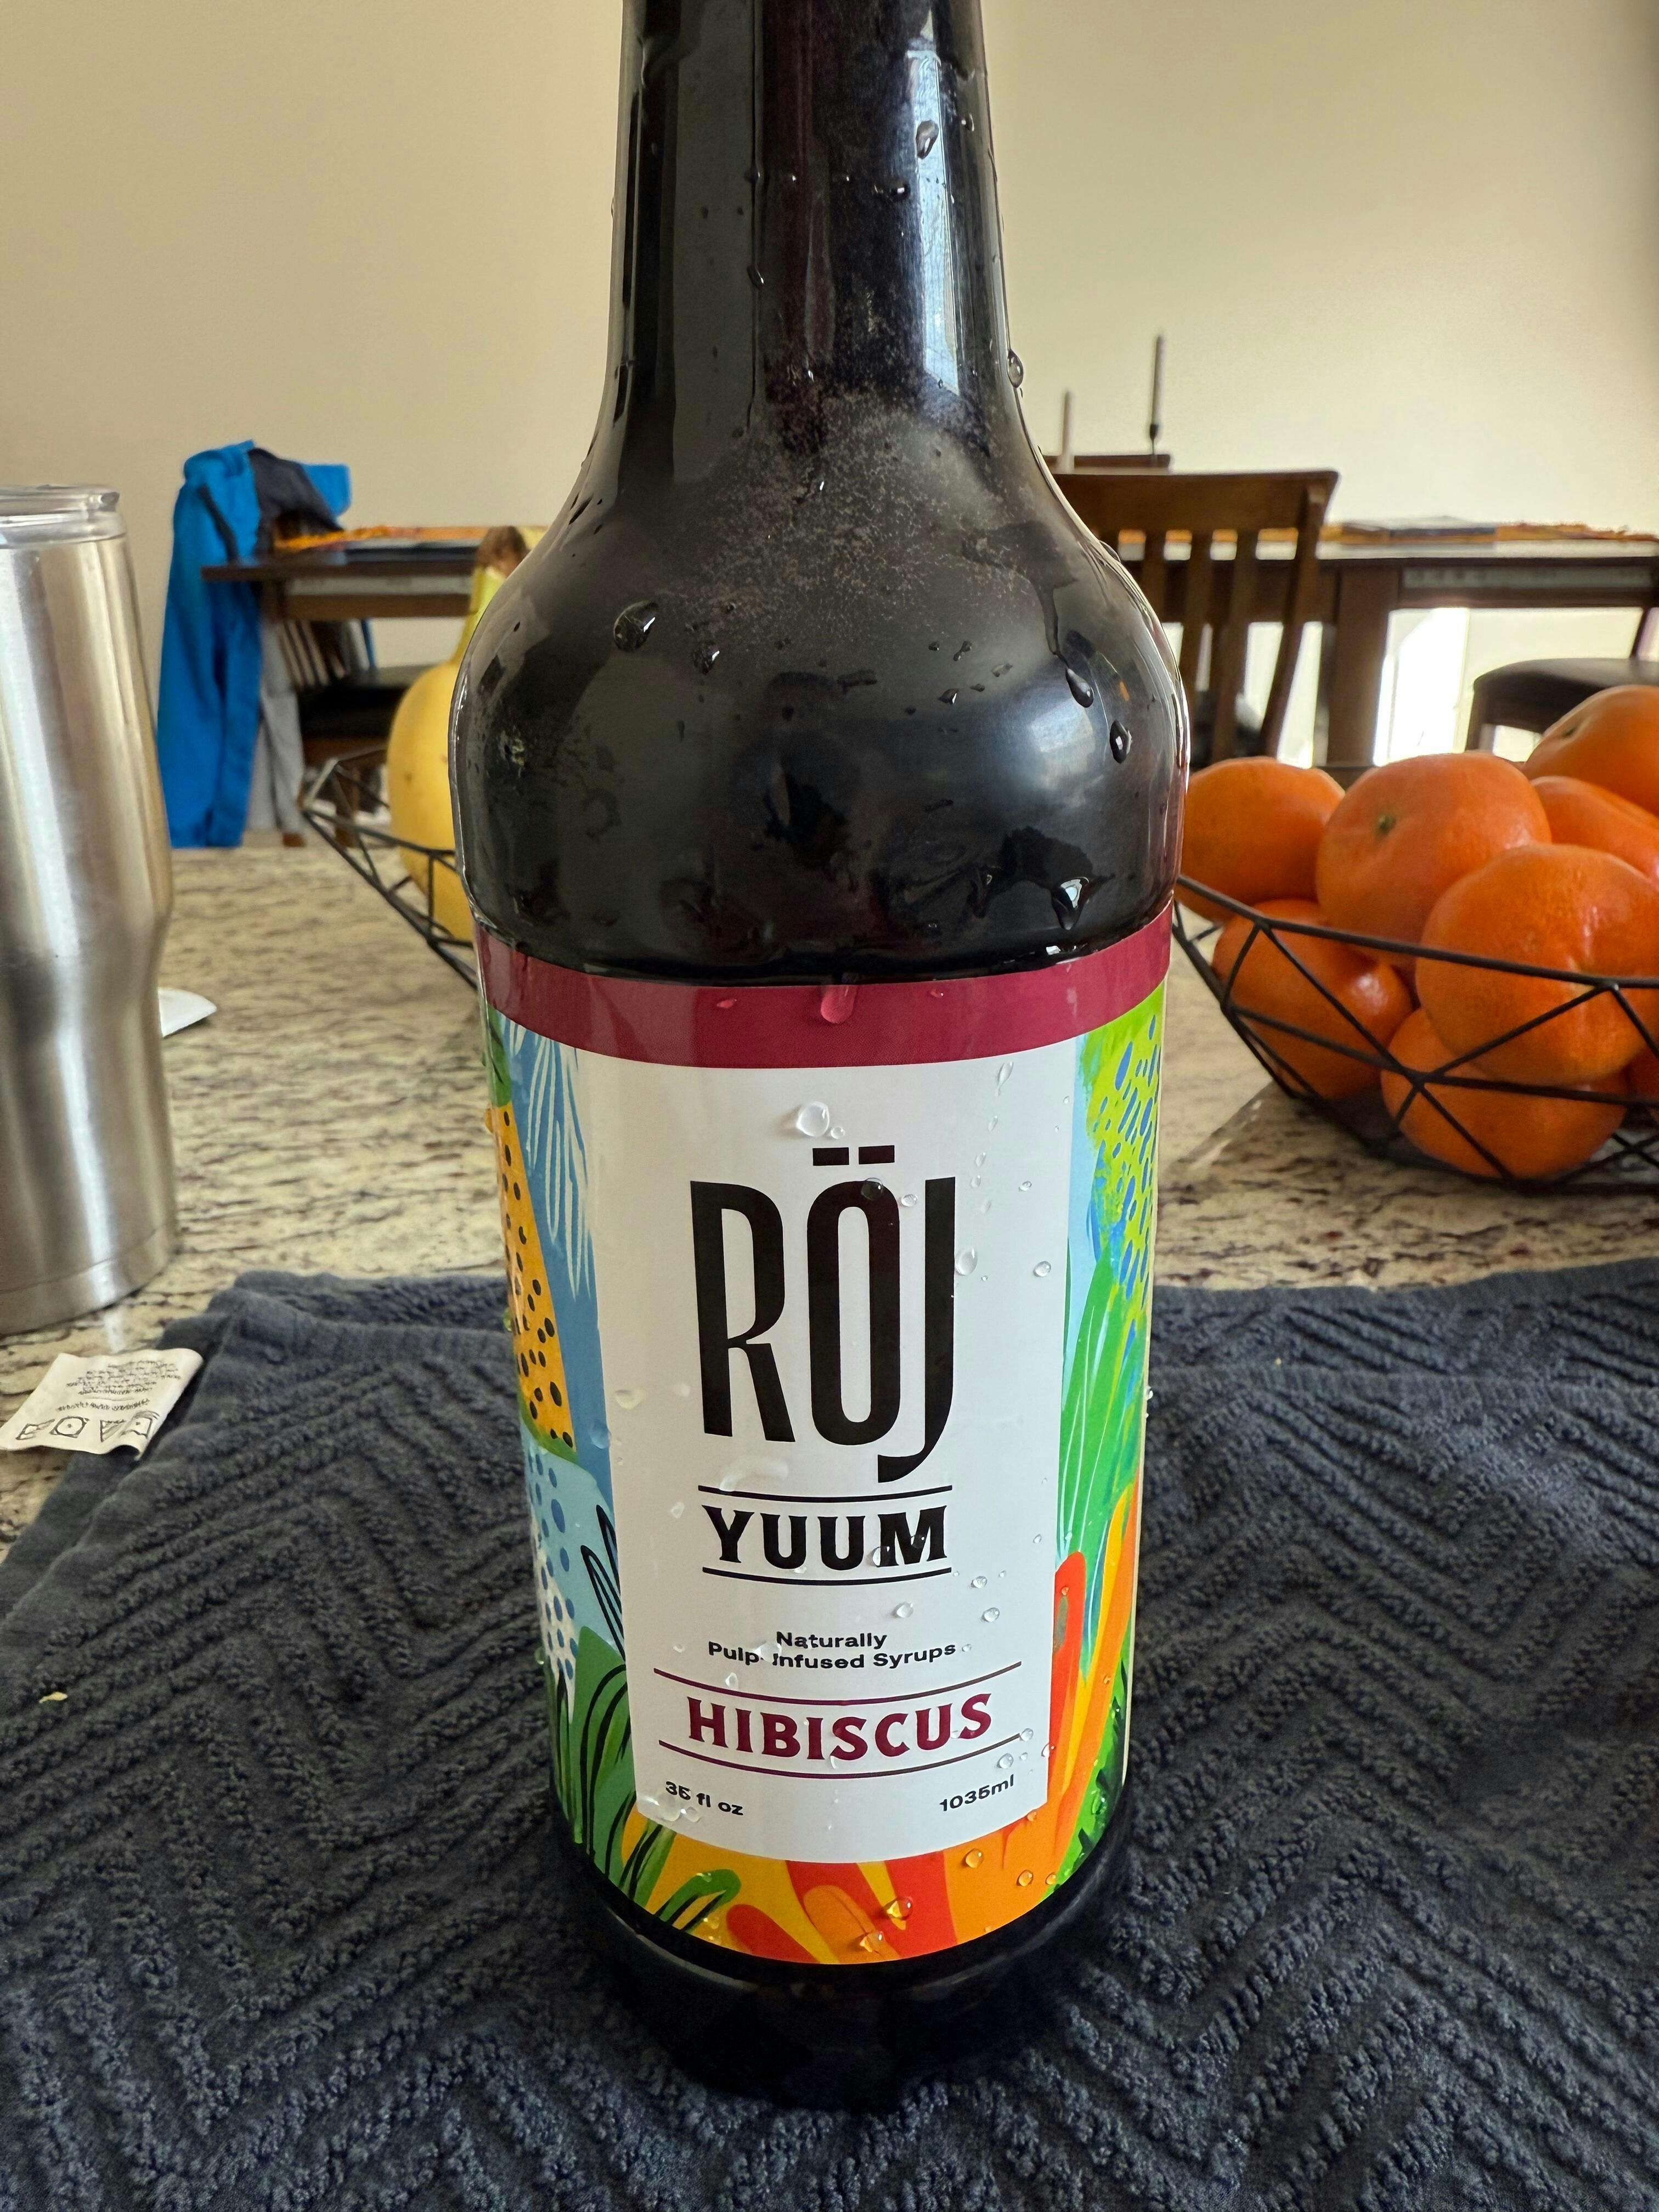 RÖJ
YUUM
Naturally
Pulp Infused Syrups
HIBISCUS
35 fl oz 1035ml